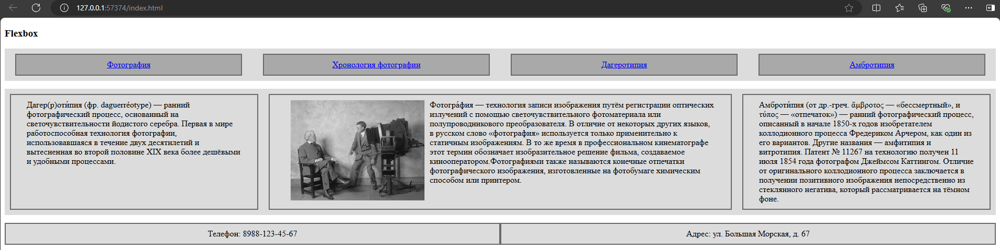 127.0.0.1:57374/index.html
Flexbox
Фотография
Хронология фотографии
Дагеротипия
Амбротипия
Дагер(р)оти́пия (фр. daguerréotype) — ранний
фотографический процесс, основанный на
светочувствительности йодистого серебра. Первая в мире
работоспособная технология фотографии,
использовавшаяся в течение двух десятилетий и
вытесненная во второй половине XIX века более дешёвыми
и удобными процессами.
Фотогра́фия — технология записи изображения путём регистрации оптических
излучений с помощью светочувствительного фотоматериала или
полупроводникового преобразователя. В отличие от некоторых других языков,
в русском слово «фотография» используется только применительно к
статичным изображениям. В то же время в профессиональном кинематографе
этот термин обозначает изобразительное решение фильма, создаваемое
кинооператором.Фотографиями также называются конечные отпечатки
фотографического изображения, изготовленные на фотобумаге химическим
способом или принтером.
Амброти́пия (от др.-греч. ἄμβροτος — «бессмертный», и
τύπος — «отпечаток») — ранний фотографический процесс,
описанный в начале 1850-х годов изобретателем
коллодионного процесса Фредериком Арчером, как один из
его вариантов. Другие названия — амфитипия и
витротипия. Патент № 11267 на технологию получен 11
июля 1854 года фотографом Джеймсом Каттингом. Отличие
от оригинального коллодионного процесса заключается в
получении позитивного изображения непосредственно из
стеклянного негатива, который рассматривается на тёмном
фоне.
Телефон: 8988-123-45-67
Адрес: ул. Большая Морская, д. 67